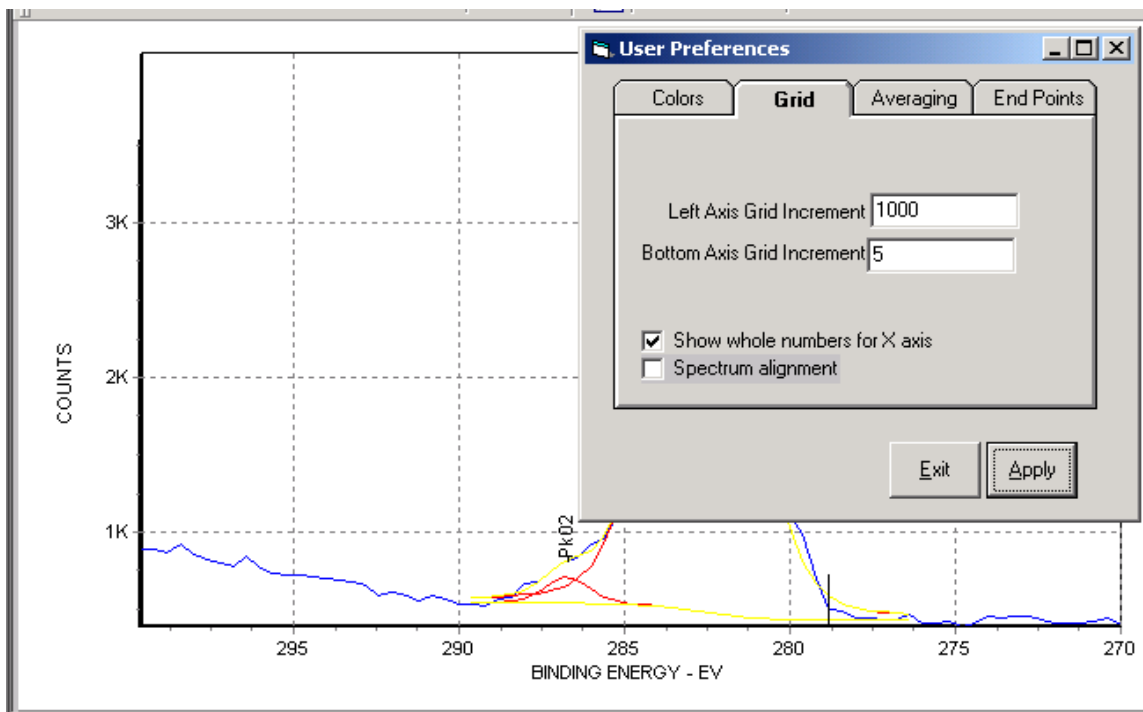 User Preferences
Colors Grid Averaging End Points
Left Axis Grid Increment 1000
Bottom Axis Grid Increment 5
Show whole numbers for X axis
Spectrum alignment
Exit Apply
3K
2K
1K
COUNTS
Pk02
295 290 285 280 275 270
BINDING ENERGY - EV